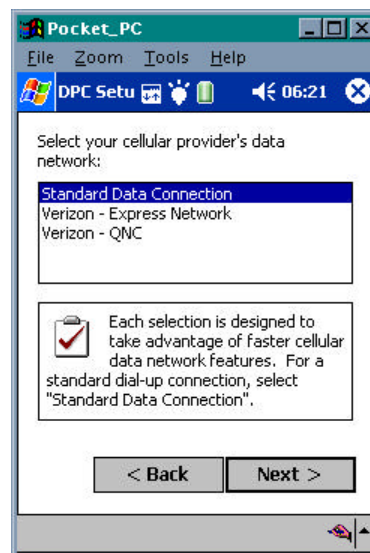 Pocket_PC
File Zoom Tools Help
DPC Setu 06:21
Select your cellular provider's data
network:
Standard Data Connection
Verizon - Express Network
Verizon - QNC
Each selection is designed to
take advantage of faster cellular
data network features. For a
standard dial-up connection, select
"Standard Data Connection".
< Back Next >